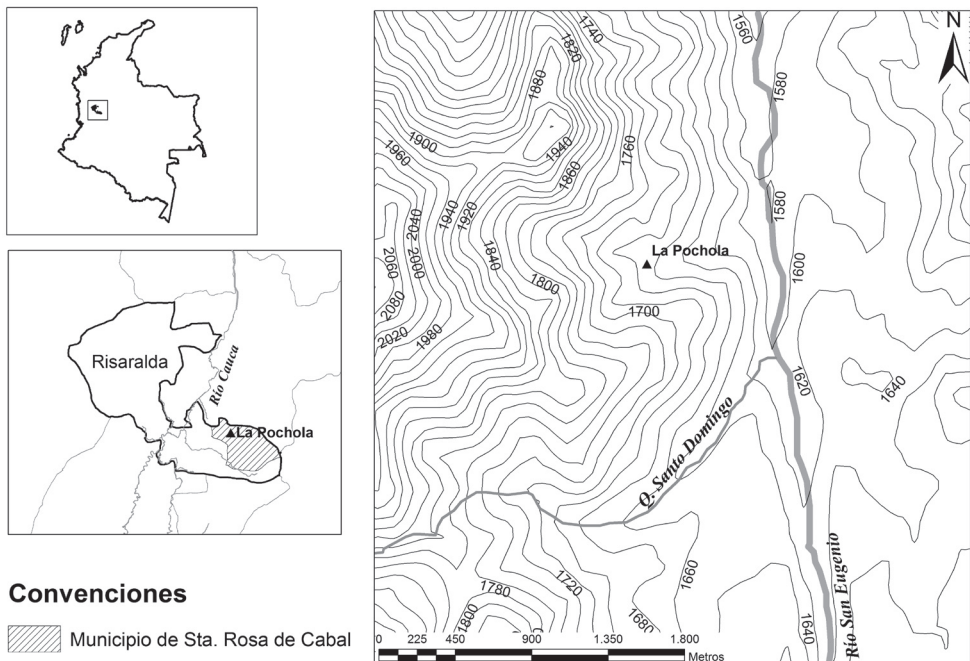 Risaralda
Río Cauca
La Pochola
Convenciones
Municipio de Sta. Rosa de Cabal
N
1740
1820
1880
1560
1580
1900
1940
1760
1960
1860
1580
2040
1940
1920
La Pochola
2060
2000
1840
1800
1600
2080
1700
2020
1980
1620
1640
Q. Santo Domingo
1660
1720
1780
1800
1680
1640
Río San Eugenio
0 225 450 900 1.350 1.800
Metros